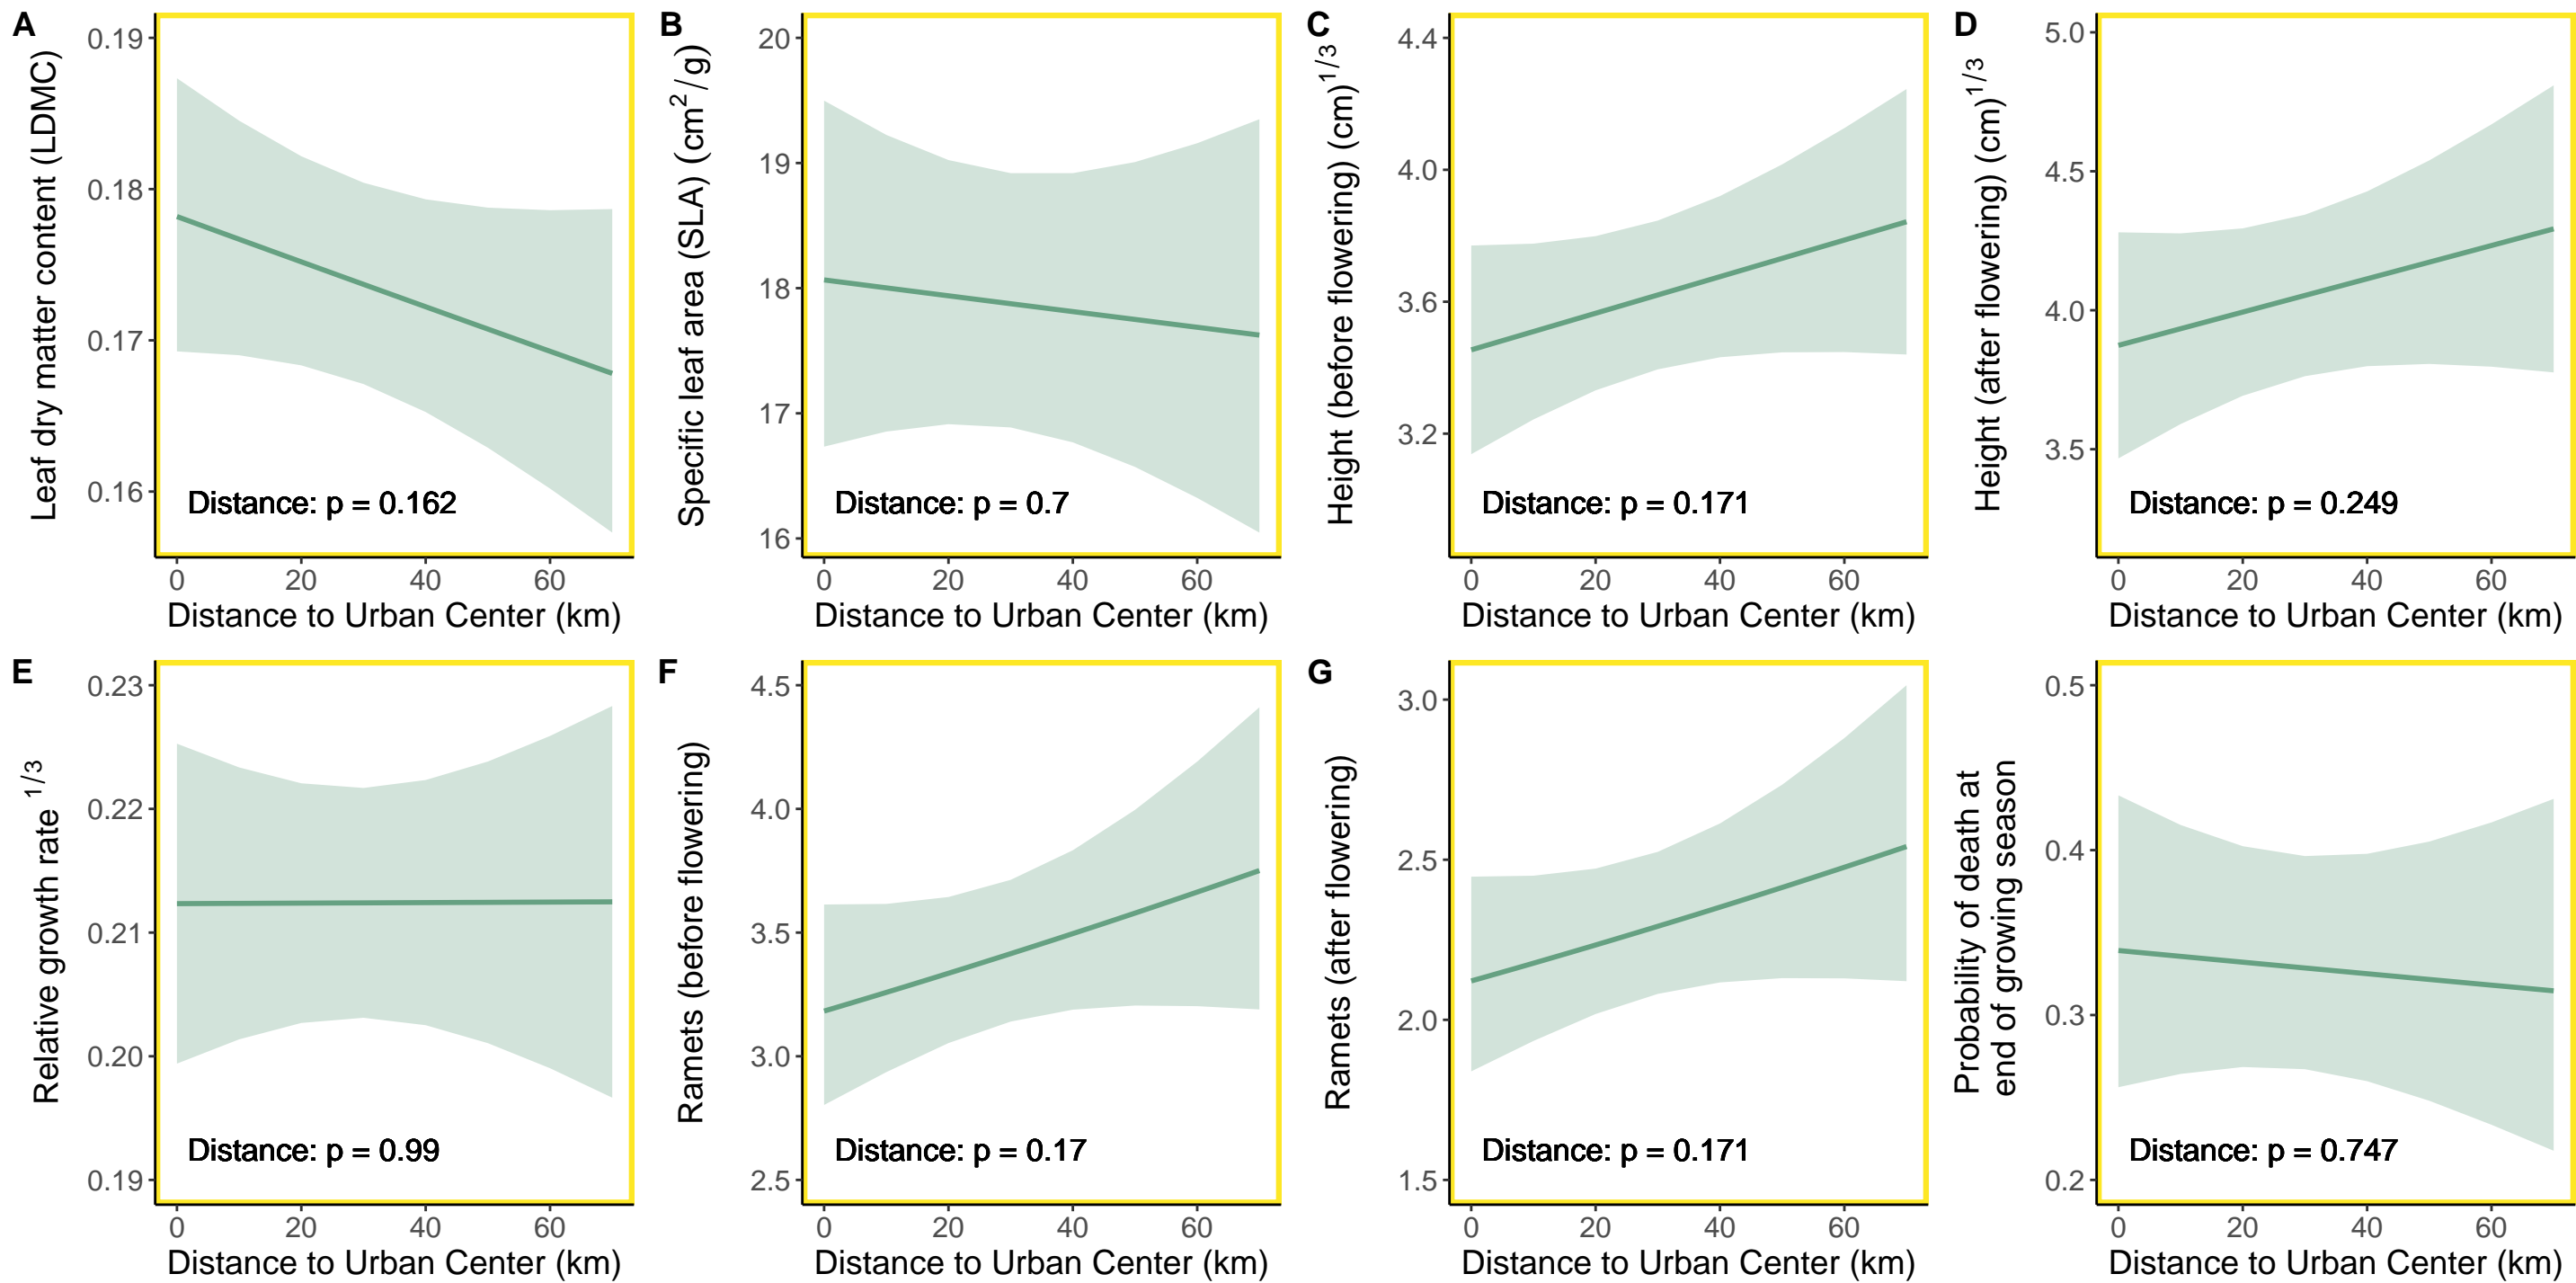 A
Leaf dry matter content (LDMC)
0.19
0.18
0.17
0.16
Distance: p = 0.162
0 20 40 60
Distance to Urban Center (km)
B
Specific leaf area (SLA) (cm²/g)
20
19
18
17
16
Distance: p = 0.7
0 20 40 60
Distance to Urban Center (km)
C
Height (before flowering) (cm)^1/3
4.4
4.0
3.6
3.2
Distance: p = 0.171
0 20 40 60
Distance to Urban Center (km)
D
Height (after flowering) (cm)^1/3
5.0
4.5
4.0
3.5
Distance: p = 0.249
0 20 40 60
Distance to Urban Center (km)
E
Relative growth rate ^1/3
0.23
0.22
0.21
0.20
0.19
Distance: p = 0.99
0 20 40 60
Distance to Urban Center (km)
F
Ramets (before flowering)
4.5
4.0
3.5
3.0
2.5
Distance: p = 0.17
0 20 40 60
Distance to Urban Center (km)
G
Ramets (after flowering)
3.0
2.5
2.0
1.5
Distance: p = 0.171
0 20 40 60
Distance to Urban Center (km)
Probability of death at
end of growing season
0.5
0.4
0.3
0.2
Distance: p = 0.747
0 20 40 60
Distance to Urban Center (km)